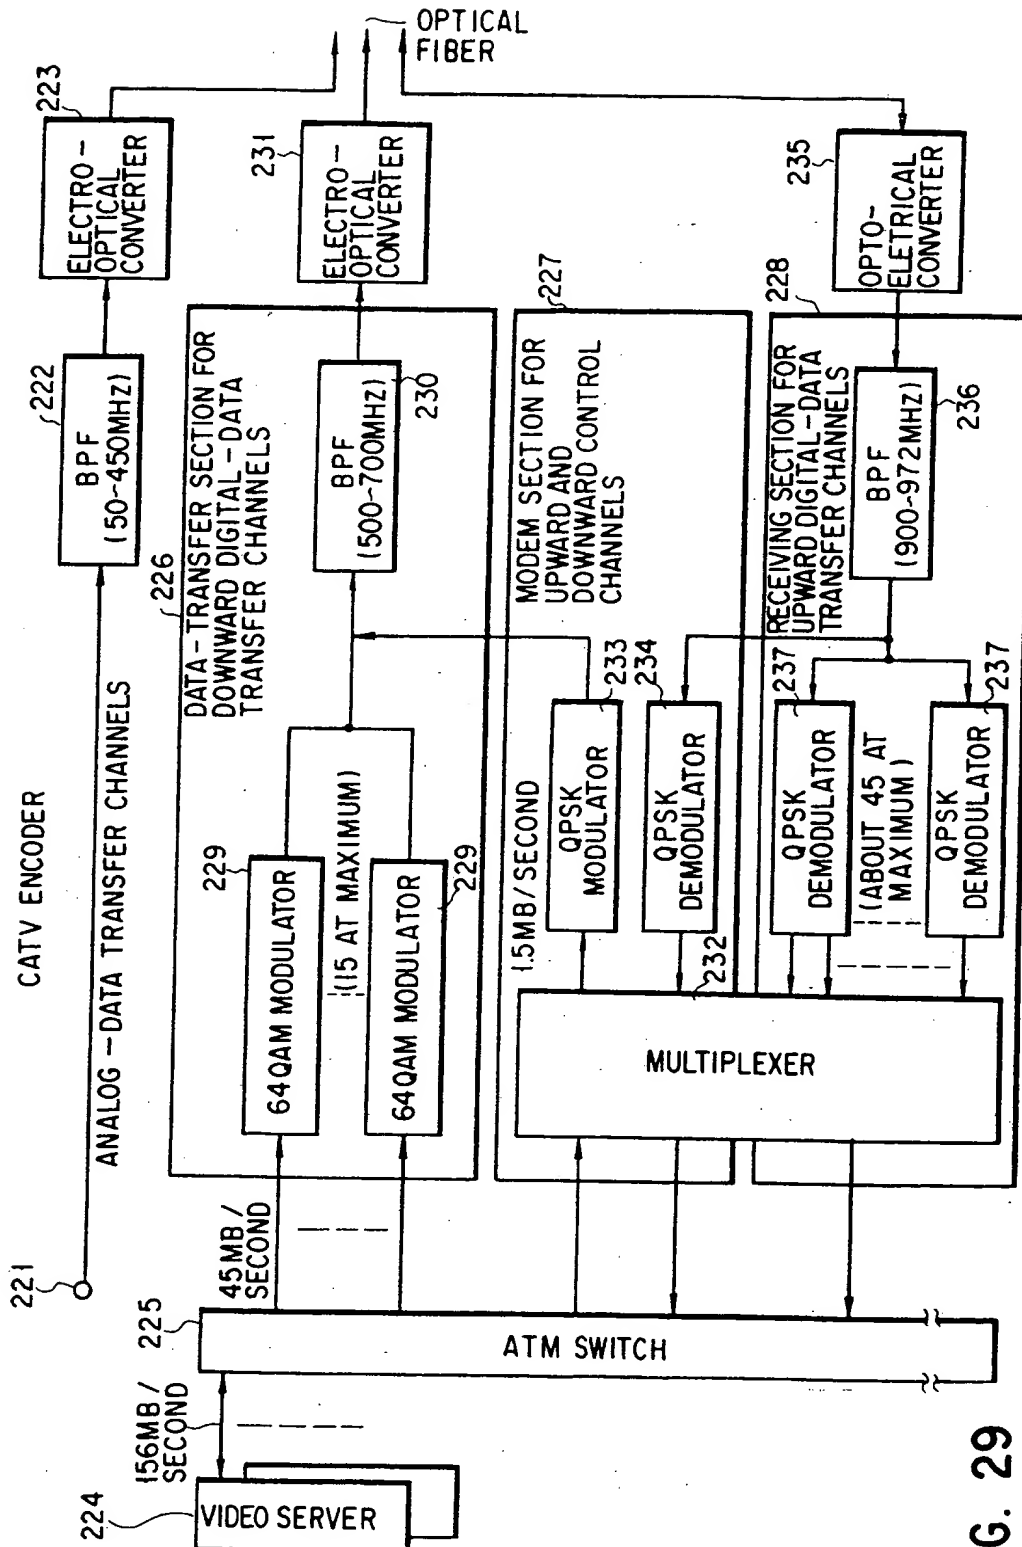 CATV ENCODER
221
ANALOG-DATA TRANSFER CHANNELS
222
BPF
(50~450MHZ)
223
ELECTRO-
OPTICAL
CONVERTER
OPTICAL
FIBER
224
VIDEO SERVER
156MB/
SECOND
225
ATM SWITCH
45MB/
SECOND
226
DATA-TRANSFER SECTION FOR
DOWNWARD DIGITAL-DATA
TRANSFER CHANNELS
229
64QAM MODULATOR
(15 AT MAXIMUM)
64QAM MODULATOR
229
BPF
(500~700MHZ)
230
231
ELECTRO-
OPTICAL
CONVERTER
227
MODEM SECTION FOR
UPWARD AND
DOWNWARD CONTROL
CHANNELS
1.5MB/SECOND
QPSK
MODULATOR
233
QPSK
DEMODULATOR
234
232
MULTIPLEXER
228
RECEIVING SECTION FOR
UPWARD DIGITAL-DATA
TRANSFER CHANNELS
235
OPTO-
ELETRICAL
CONVERTER
BPF
(900~972MHZ)
236
QPSK
DEMODULATOR
237
(ABOUT 45 AT
MAXIMUM)
QPSK
DEMODULATOR
237
G. 29